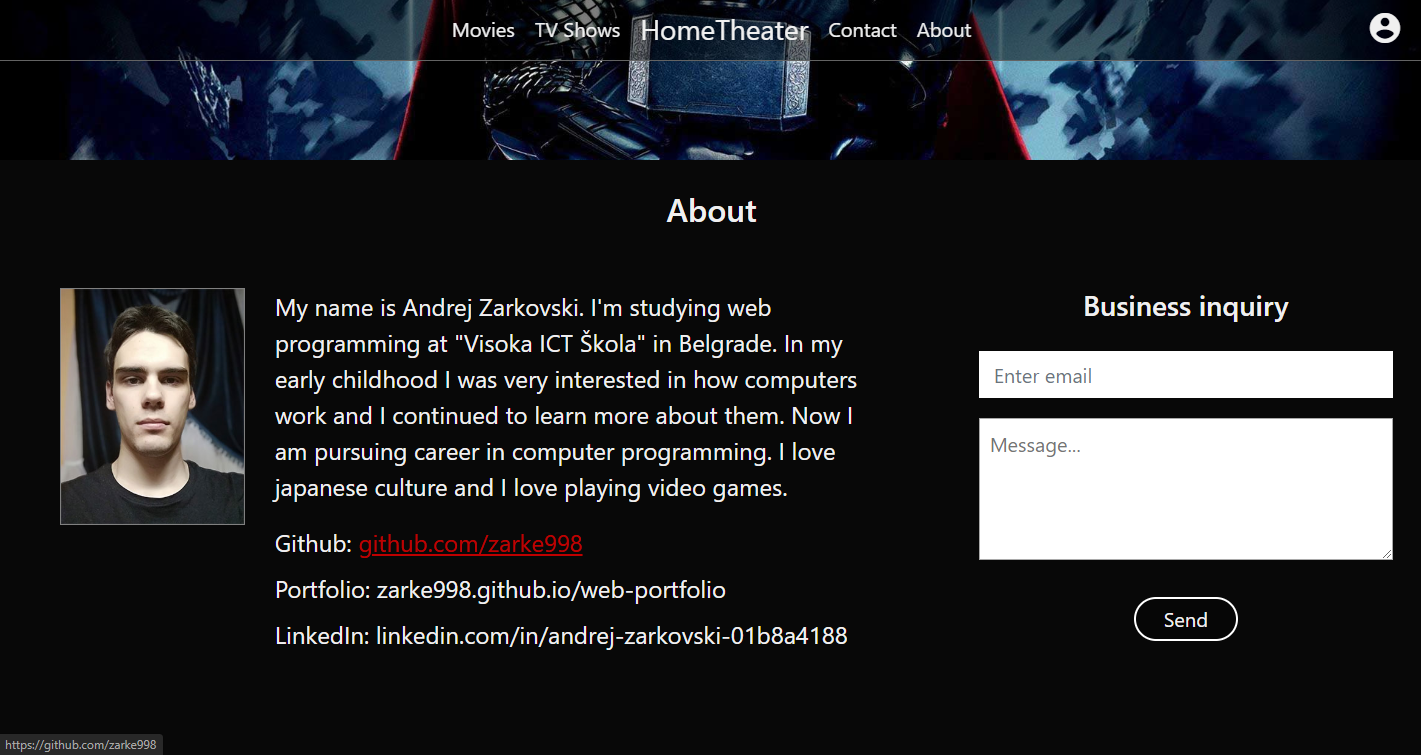 Movies TV Shows HomeTheater Contact About
About
My name is Andrej Zarkovski. I'm studying web
programming at "Visoka ICT Škola" in Belgrade. In my
early childhood I was very interested in how computers
work and I continued to learn more about them. Now I
am pursuing career in computer programming. I love
japanese culture and I love playing video games.
Github: github.com/zarke998
Portfolio: zarke998.github.io/web-portfolio
LinkedIn: linkedin.com/in/andrej-zarkovski-01b8a4188
Business inquiry
Enter email
Message...
Send
https://github.com/zarke998